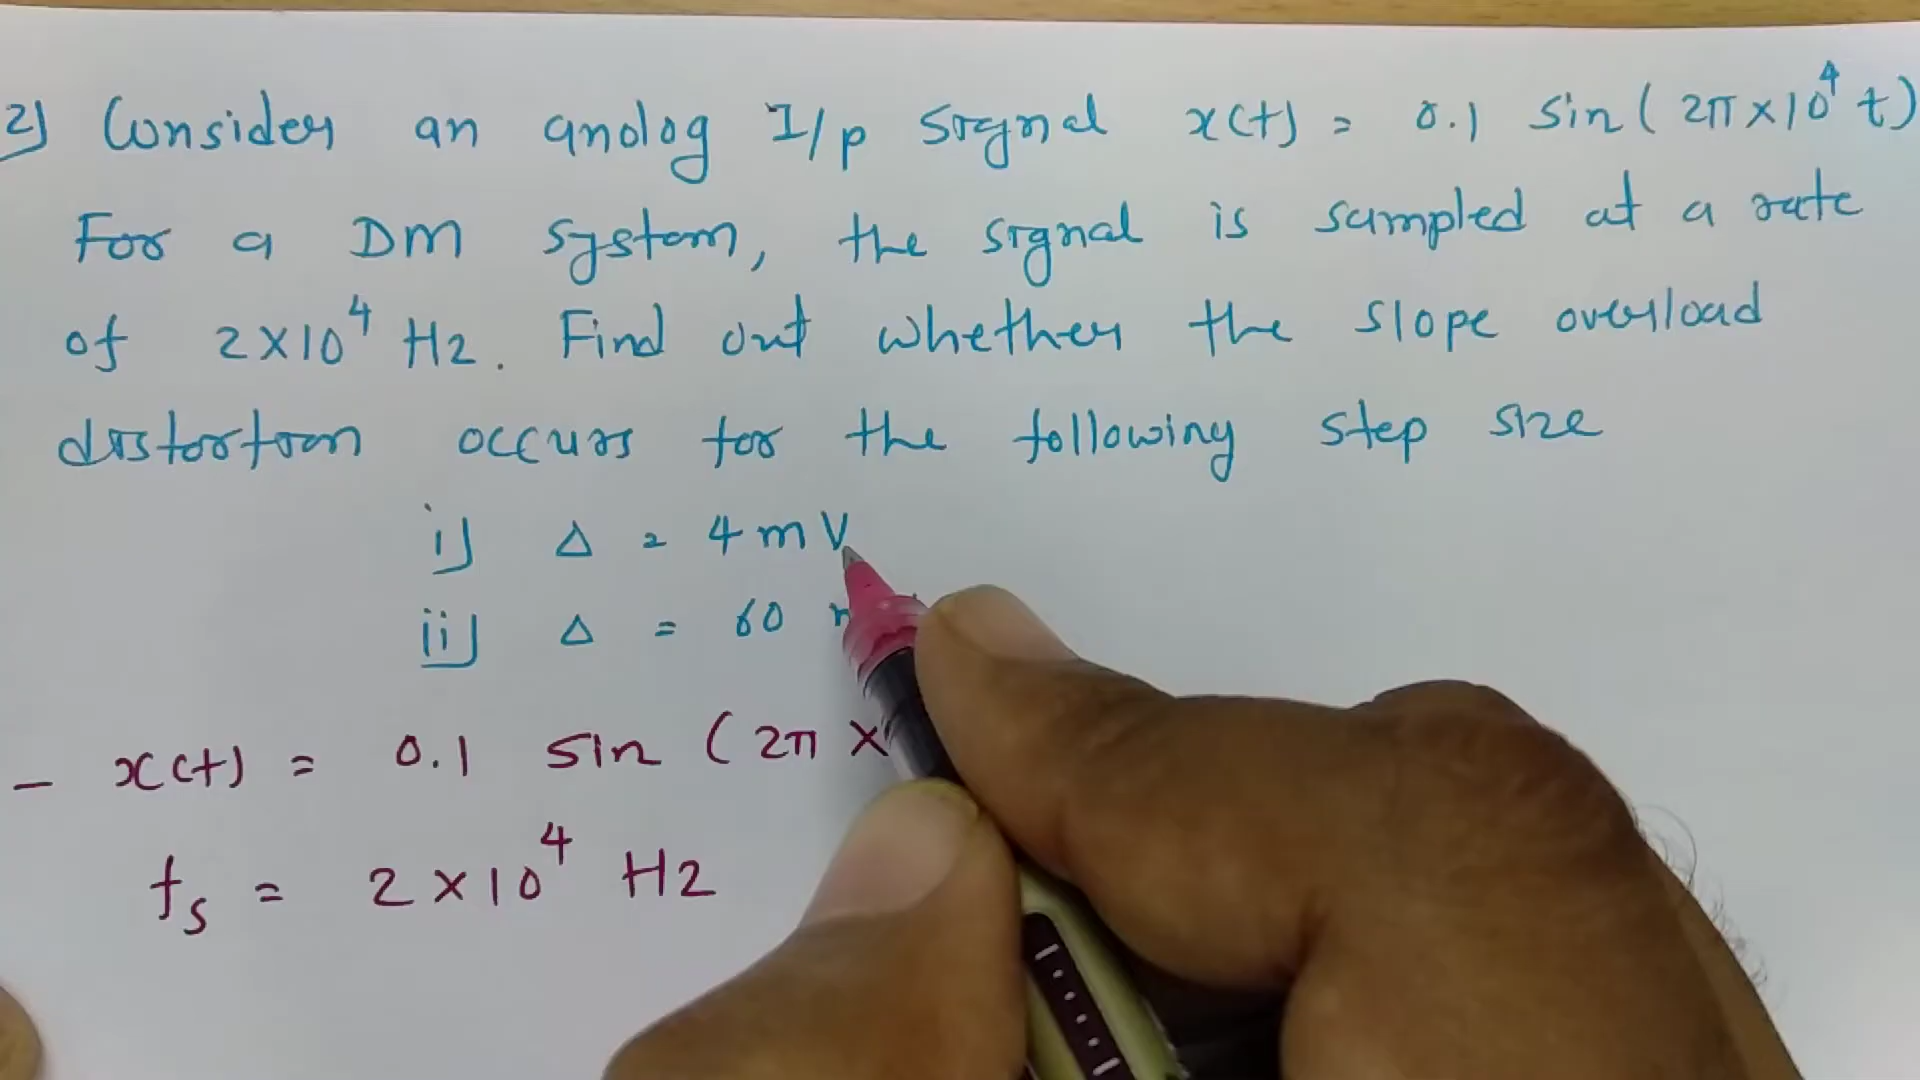 2) Consider an anolog I/p signal x(t) = 0.1 sin(2π×10⁴ t)
For a DM system, the signal is sampled at a rate
of 2×10⁴ Hz. Find out whether the slope overload
distortion occurs for the following step size
i) Δ = 4 mV
ii) Δ = 60
- x(t) = 0.1 sin (2π ×
fs = 2×10⁴ Hz